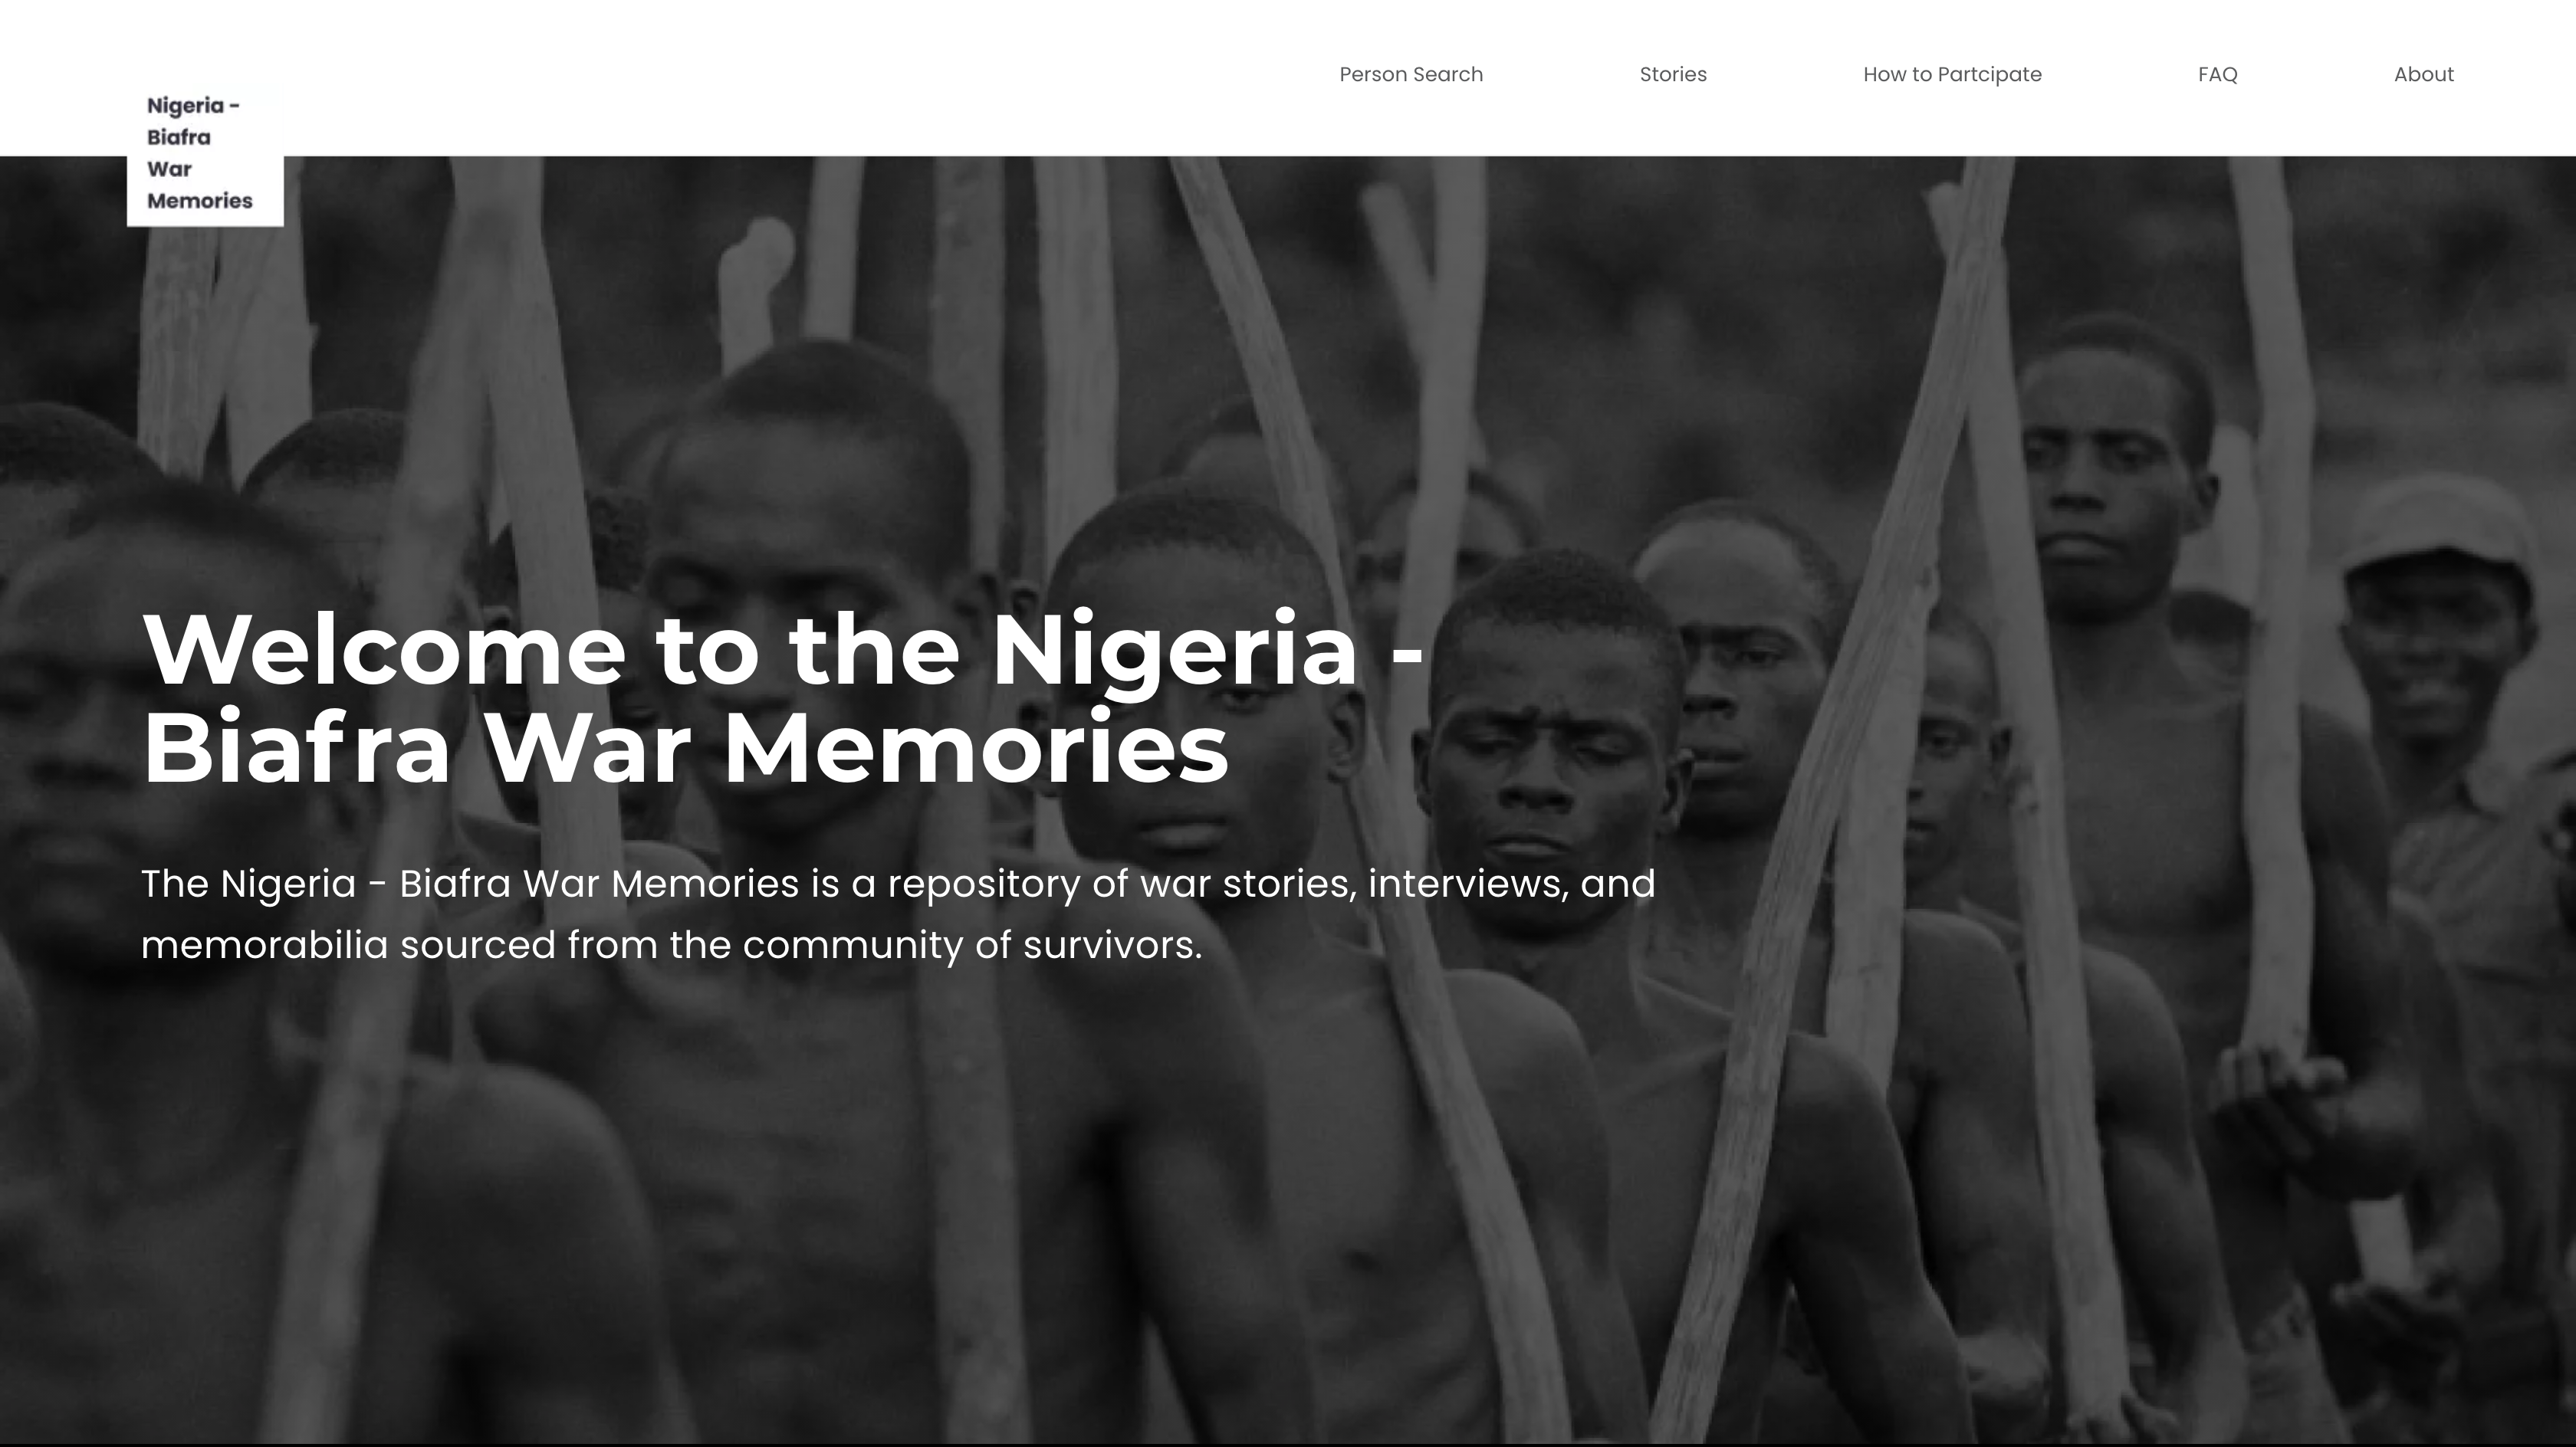 Person Search
Stories
How to Partcipate
FAQ
About
Nigeria -
Biafra
War
Memories
Welcome to the Nigeria -
Biafra War Memories
The Nigeria - Biafra War Memories is a repository of war stories, interviews, and
memorabilia sourced from the community of survivors.